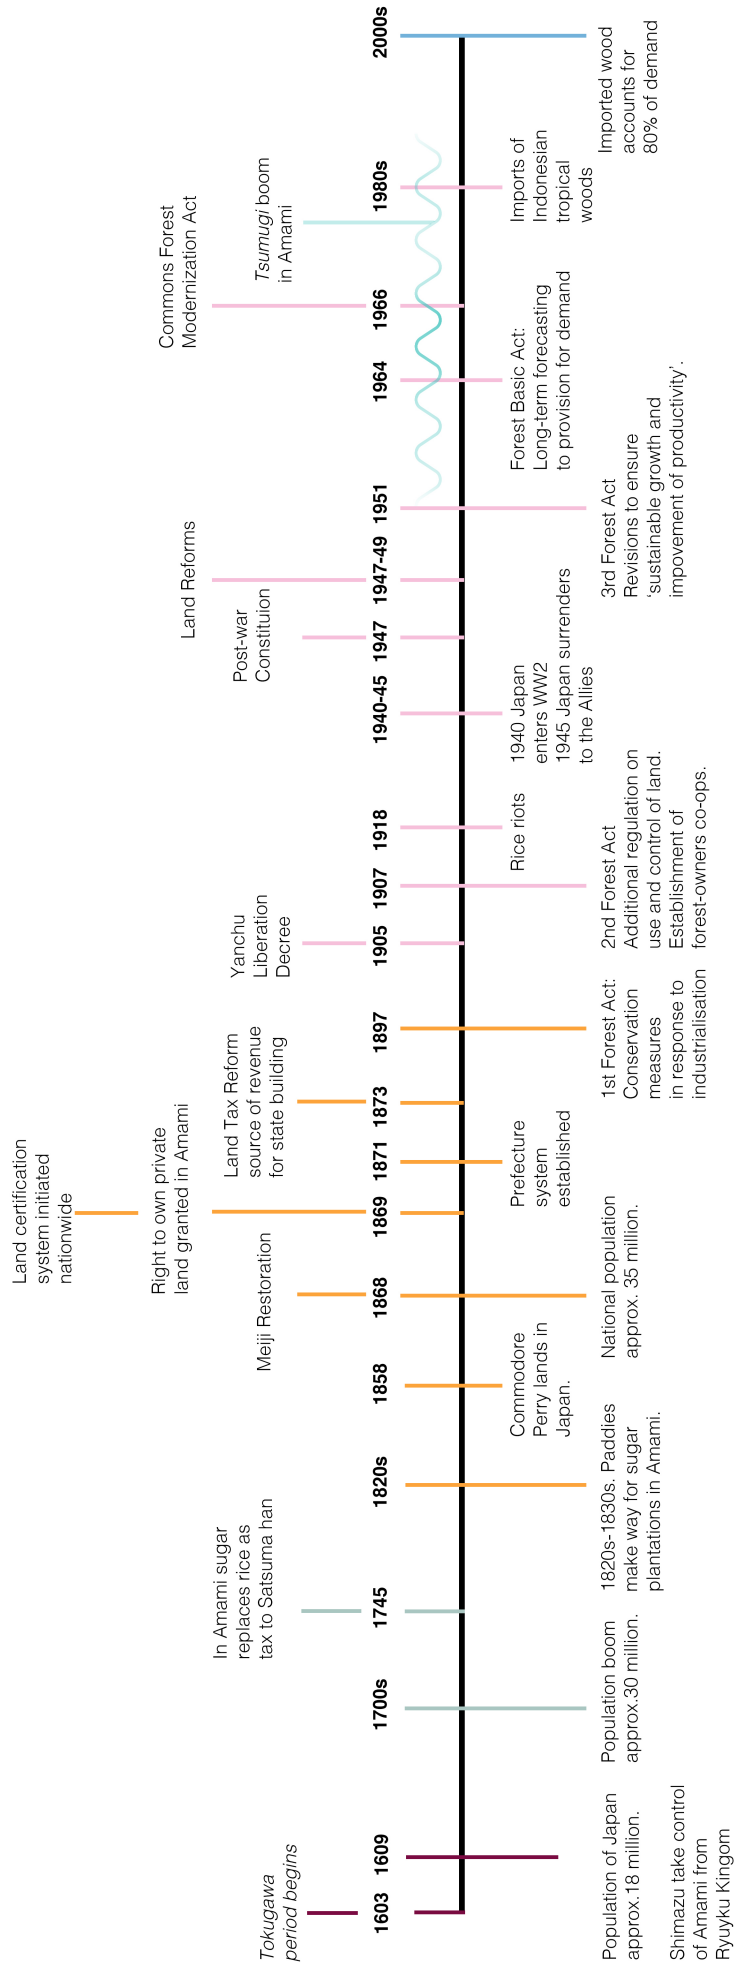 Tokugawa
period begins
1603
1609
Population of Japan
approx.18 million.
Shimazu take control
of Amami from
Ryuyku Kingom
1700s
Population boom
approx.30 million.
In Amami sugar
replaces rice as
tax to Satsuma han
1745
1820s
1820s-1830s. Paddies
make way for sugar
plantations in Amami.
1858
Commodore
Perry lands in
Japan.
Meiji Restoration
1868
National population
approx. 35 million.
Land certification
system initiated
nationwide
Right to own private
land granted in Amami
1869
1871
Prefecture
system
established
Land Tax Reform
source of revenue
for state building
1873
1897
1st Forest Act:
Conservation
measures
in response to
industrialisation
Yanchu
Liberation
Decree
1905
1907
2nd Forest Act
Additional regulation on
use and control of land.
Establishment of
forest-owners co-ops.
1918
Rice riots
1940-45
1940 Japan
enters WW2
1945 Japan surrenders
to the Allies
Post-war
Constituion
1947
Land Reforms
1947-49
1951
3rd Forest Act
Revisions to ensure
‘sustainable growth and
impovement of productivity’.
1964
Forest Basic Act:
Long-term forecasting
to provision for demand
Commons Forest
Modernization Act
1966
Tsumugi boom
in Amami
1980s
Imports of
Indonesian
tropical
woods
2000s
Imported wood
accounts for
80% of demand